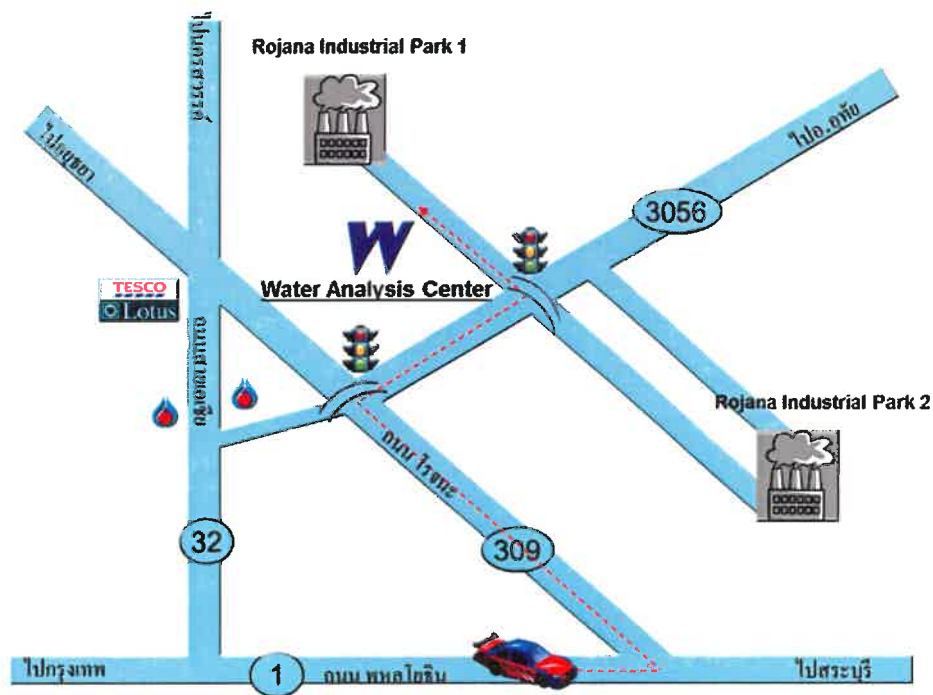 Rojana Industrial Park 1
ไปนครสวรรค์
ไปอยุธยา
ไปอ.อุทัย
3056
W
Water Analysis Center
TESCO
Lotus
ถนนสายเอเซีย
Rojana Industrial Park 2
ถนน โรจนะ
32
309
ไปกรุงเทพ
1
ถนน พหลโยธิน
ไปสระบุรี